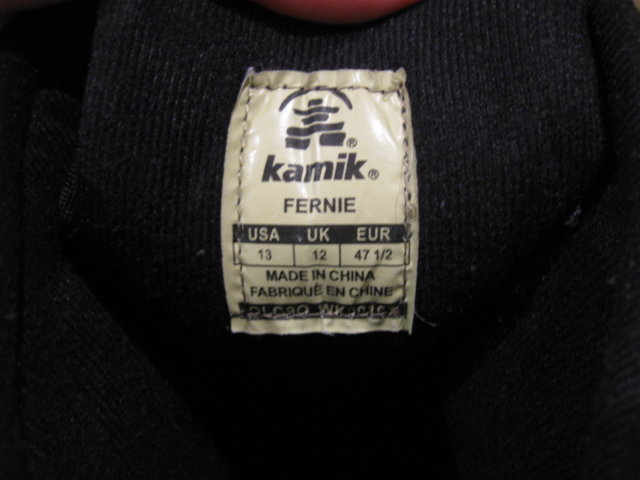 kamik®
FERNIE
USA UK EUR
13 12 47 1/2
MADE IN CHINA
FABRIQUÉ EN CHINE